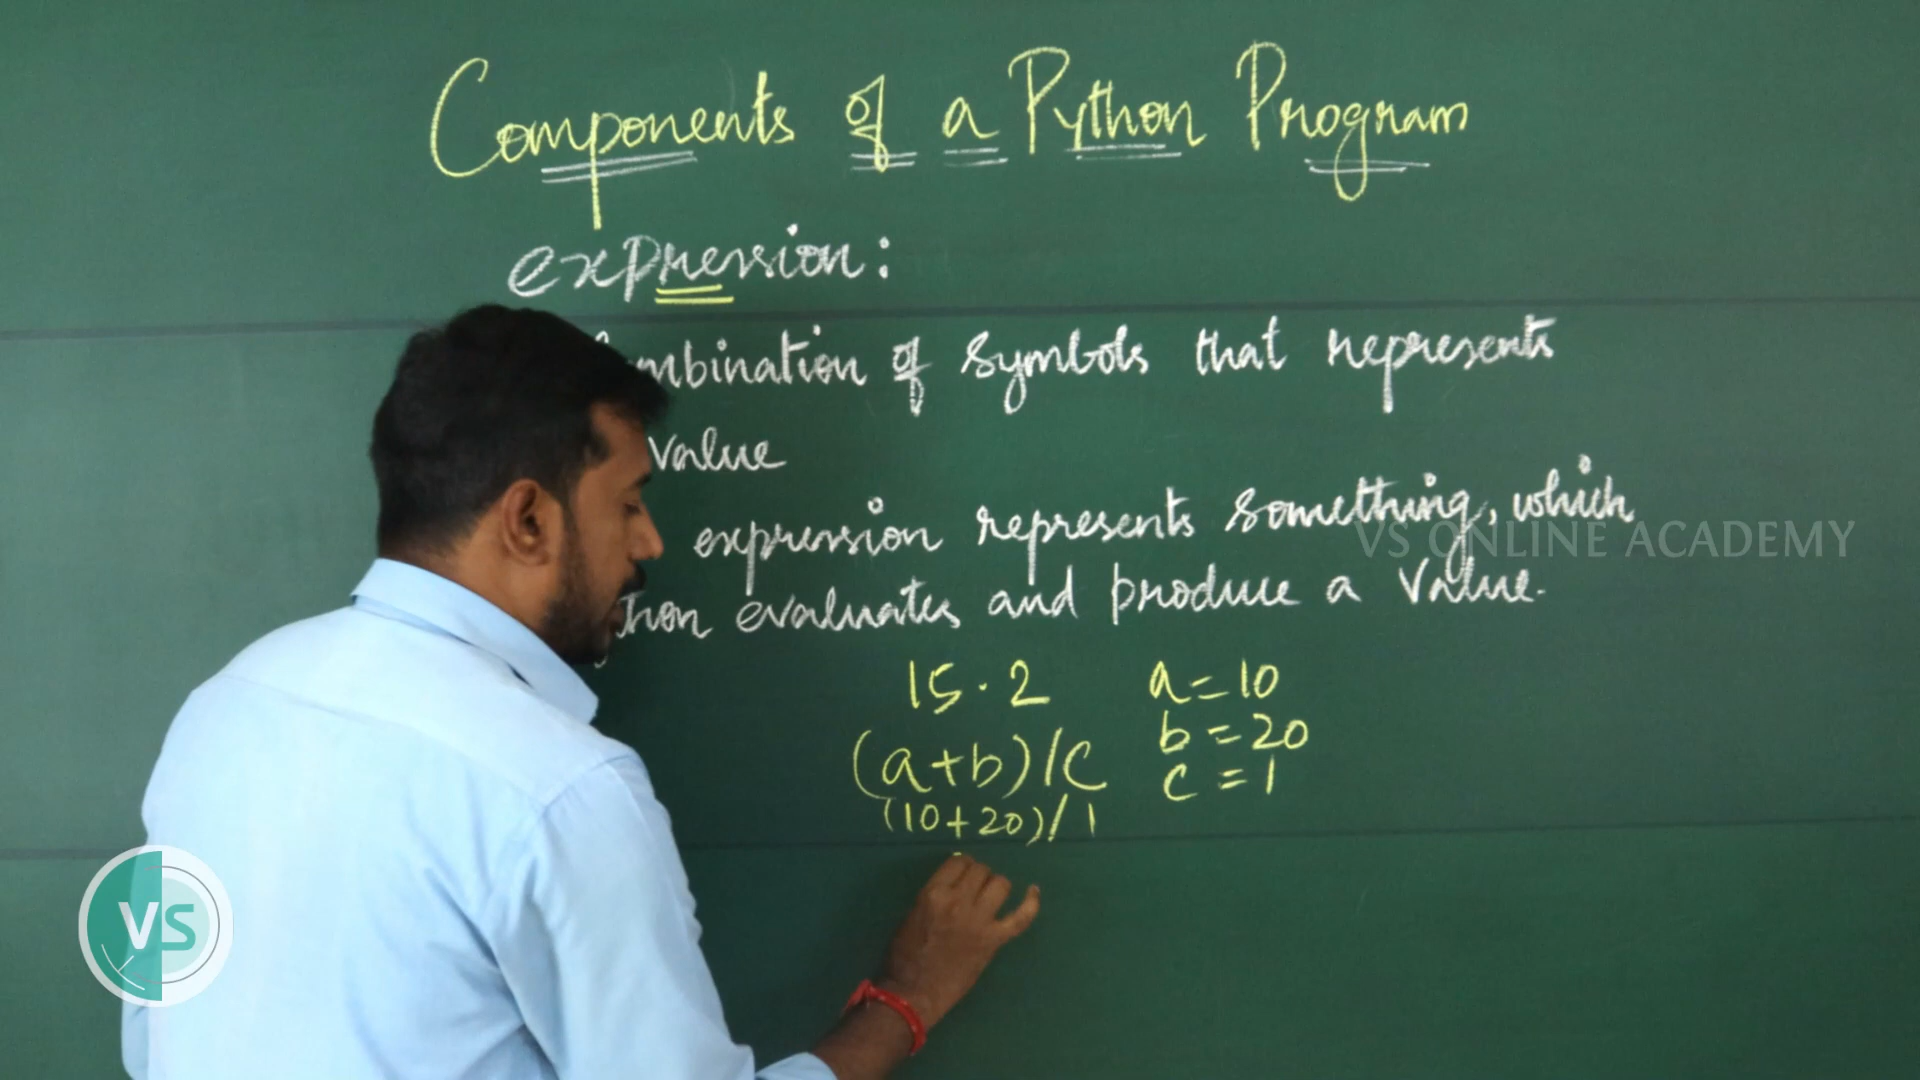 Components of a Python Program
expression:
combination of symbols that represents
value
expression represents something, which
VS ONLINE ACADEMY
thon evaluates and produce a value.
15.2 a=10
b=20
(a+b)/c
c=1
(10+20)/1
VS